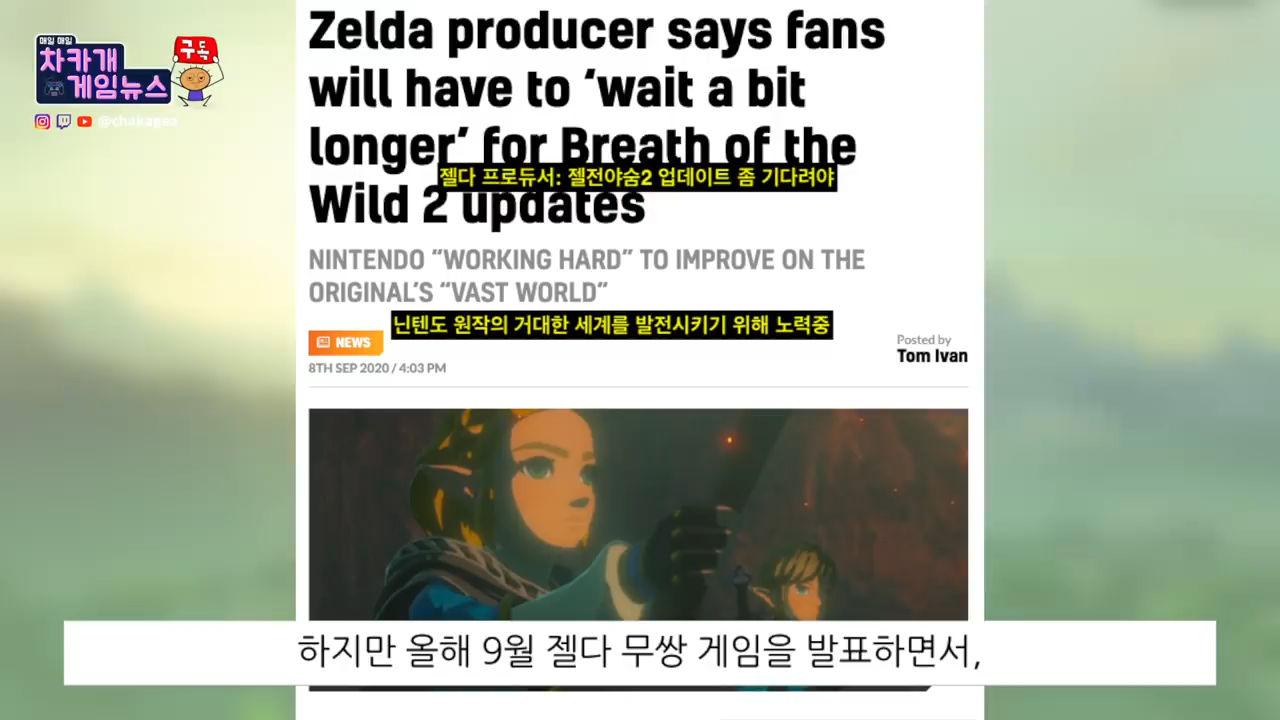 매일 매일
차카개
게임뉴스
구독
@chakagea
Zelda producer says fans
will have to ‘wait a bit
longer’ for Breath of the
젤다 프로듀서: 젤전야숨2 업데이트 좀 기다려야
Wild 2 updates
NINTENDO “WORKING HARD” TO IMPROVE ON THE
ORIGINAL’S “VAST WORLD”
닌텐도 원작의 거대한 세계를 발전시키기 위해 노력중
NEWS
8TH SEP 2020 / 4:03 PM
Posted by
Tom Ivan
하지만 올해 9월 젤다 무쌍 게임을 발표하면서,